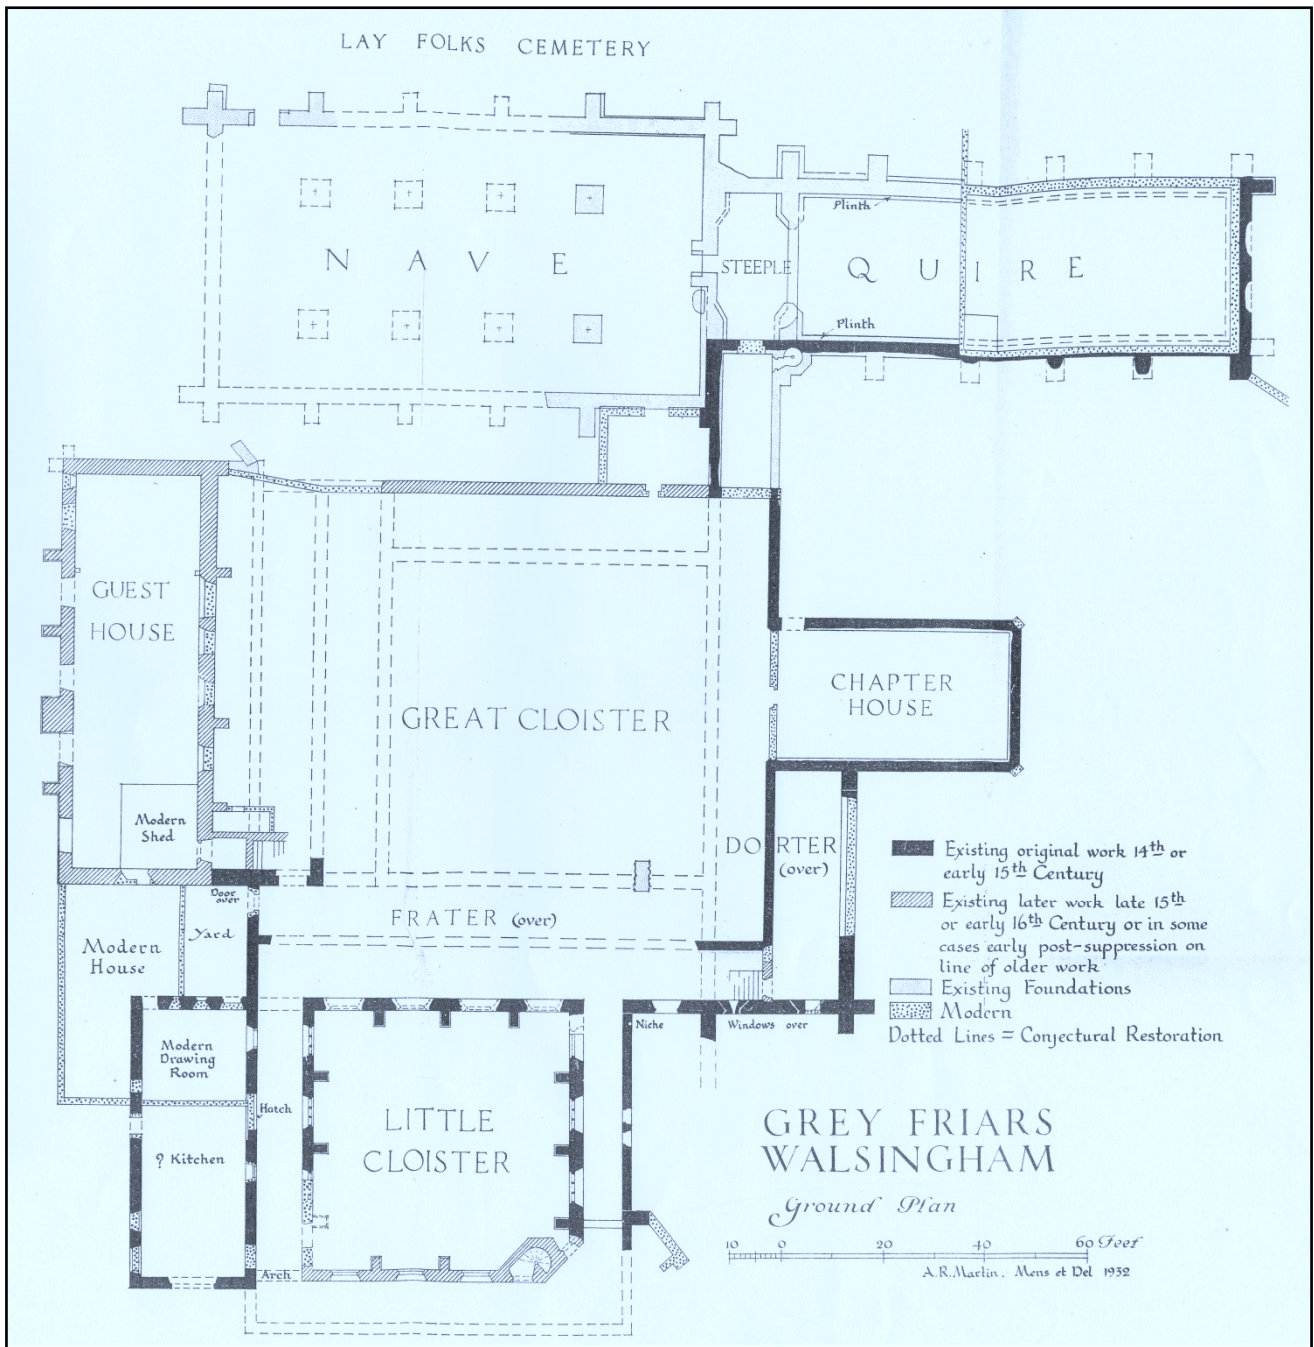 LAY FOLKS CEMETERY
Plinth
NAVE
STEEPLE
QUIRE
Plinth
GUEST
HOUSE
CHAPTER
HOUSE
GREAT CLOISTER
Modern
Shed
DORTER
(over)
Existing original work 14th or
early 15th Century
Existing later work late 15th
or early 16th Century or in some
cases early post-suppression on
line of older work
Existing Foundations
Modern
Dotted Lines = Conjectural Restoration
Door
over
FRATER (over)
Yard
Modern
House
Niche
Windows over
Modern
Drawing
Room
Hatch
LITTLE
CLOISTER
? Kitchen
GREY FRIARS
WALSINGHAM
Ground Plan
10 0 20 40 60 Feet
A.R.Martin. Mens et Del 1932
Arch